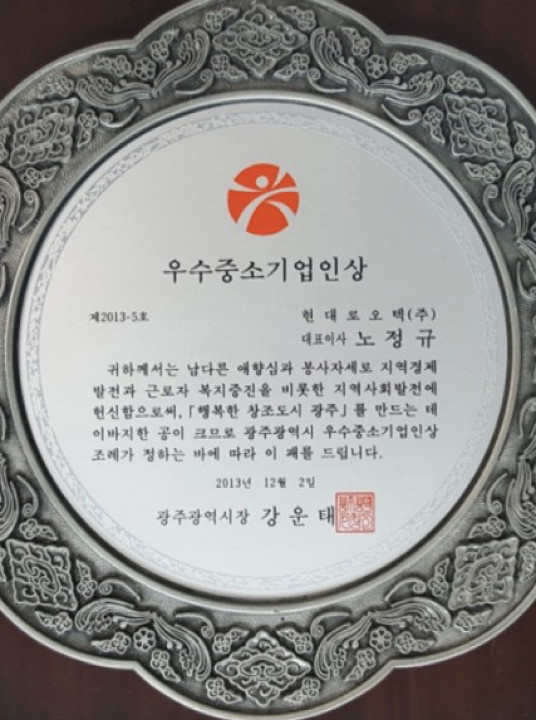 우수중소기업인상
제2013-5호
현대로오텍(주)
대표이사 노정규
귀하께서는 남다른 애향심과 봉사자세로 지역경제
발전과 근로자 복지증진을 비롯한 지역사회발전에
헌신함으로써, 「행복한 창조도시 광주」를 만드는 데
이바지한 공이 크므로 광주광역시 우수중소기업인상
조례가 정하는 바에 따라 이 패를 드립니다.
2013년 12월 2일
광주광역시장 강운태